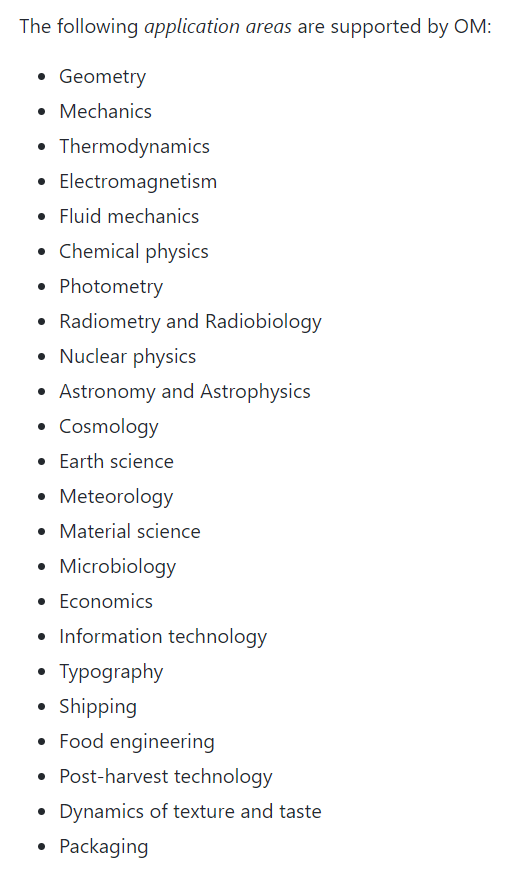 The following application areas are supported by OM:
• Geometry
• Mechanics
• Thermodynamics
• Electromagnetism
• Fluid mechanics
• Chemical physics
• Photometry
• Radiometry and Radiobiology
• Nuclear physics
• Astronomy and Astrophysics
• Cosmology
• Earth science
• Meteorology
• Material science
• Microbiology
• Economics
• Information technology
• Typography
• Shipping
• Food engineering
• Post-harvest technology
• Dynamics of texture and taste
• Packaging